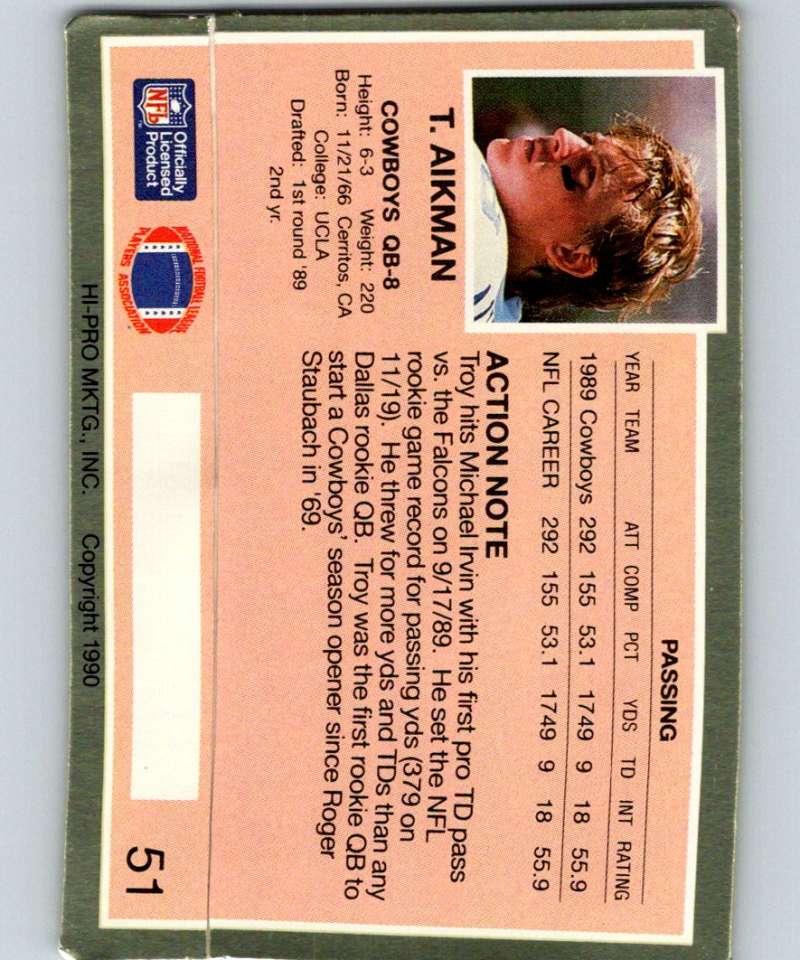 PASSING
YEAR TEAM ATT COMP PCT YDS TD INT RATING
1989 Cowboys 292 155 53.1 1749 9 18 55.9
NFL CAREER 292 155 53.1 1749 9 18 55.9
T. AIKMAN
COWBOYS QB-8
Height: 6-3 Weight: 220
Born: 11/21/66 Cerritos, CA
College: UCLA
Drafted: 1st round '89
2nd yr.
ACTION NOTE
Troy hits Michael Irvin with his first pro TD pass
vs. the Falcons on 9/17/89. He set the NFL
rookie game record for passing yds (379 on
11/19). He threw for more yds and TDs than any
Dallas rookie QB. Troy was the first rookie QB to
start a Cowboys' season opener since Roger
Staubach in '69.
NFL
Officially
Licensed
Product
TM
NATIONAL FOOTBALL LEAGUE
PLAYERS ASSOCIATION
51
HI-PRO MKTG., INC. Copyright 1990